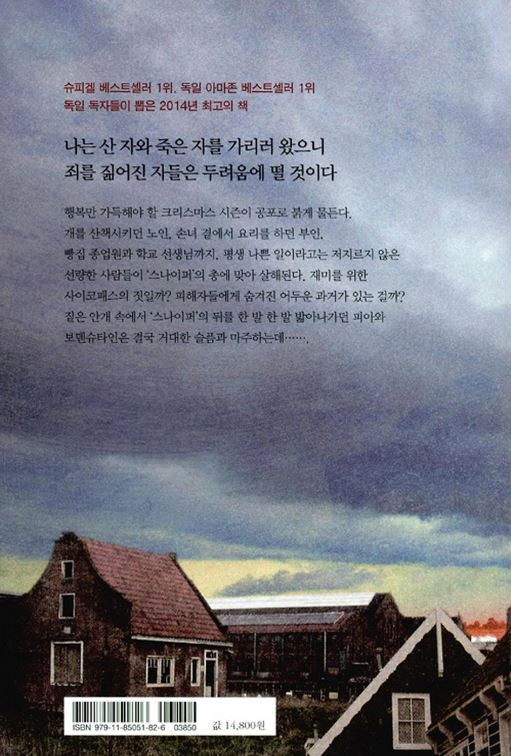 슈피겔 베스트셀러 1위, 독일 아마존 베스트셀러 1위
독일 독자들이 뽑은 2014년 최고의 책
나는 산 자와 죽은 자를 가리러 왔으니
죄를 짊어진 자들은 두려움에 떨 것이다
행복만 가득해야 할 크리스마스 시즌이 공포로 붉게 물든다.
개를 산책시키던 노인, 손녀 곁에서 요리를 하던 부인,
빵집 종업원과 학교 선생님까지, 평생 나쁜 일이라고는 저지르지 않은
선량한 사람들이 ‘스나이퍼’의 총에 맞아 살해된다. 재미를 위한
사이코패스의 짓일까? 피해자들에게 숨겨진 어두운 과거가 있는 걸까?
짙은 안개 속에서 ‘스나이퍼’의 뒤를 한 발 한 발 밟아나가던 피아와
보덴슈타인은 결국 거대한 슬픔과 마주하는데…….
ISBN 979-11-85051-82-6 03850
값 14,800원